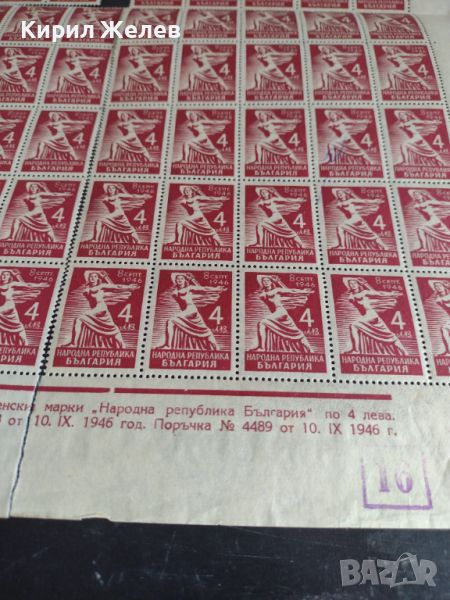 Кирил Желев
8 СЕПТ.
1946
4
ЛВ.
НАРОДНА РЕПУБЛИКА
БЪЛГАРИЯ
марки „Народна република България" по 4 лева.
от 10. IX. 1946 год. Поръчка № 4489 от 10. IX 1946 г.
16
BAZAR